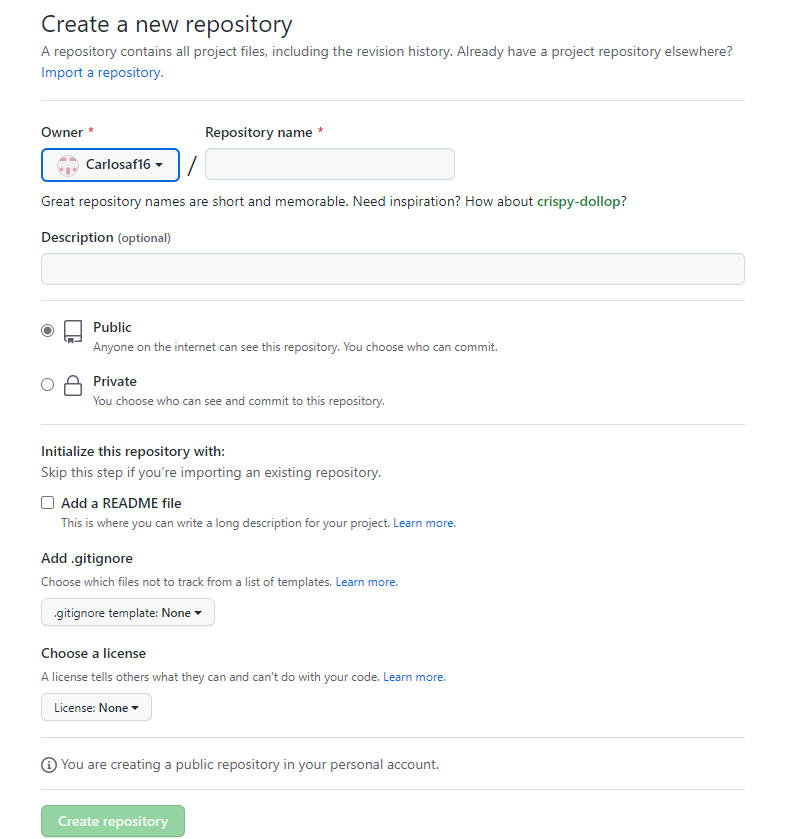 Create a new repository
A repository contains all project files, including the revision history. Already have a project repository elsewhere?
Import a repository.
Owner * Repository name *
Carlosaf16 /
Great repository names are short and memorable. Need inspiration? How about crispy-dollop?
Description (optional)
Public
Anyone on the internet can see this repository. You choose who can commit.
Private
You choose who can see and commit to this repository.
Initialize this repository with:
Skip this step if you're importing an existing repository.
Add a README file
This is where you can write a long description for your project. Learn more.
Add .gitignore
Choose which files not to track from a list of templates. Learn more.
.gitignore template: None
Choose a license
A license tells others what they can and can't do with your code. Learn more.
License: None
You are creating a public repository in your personal account.
Create repository